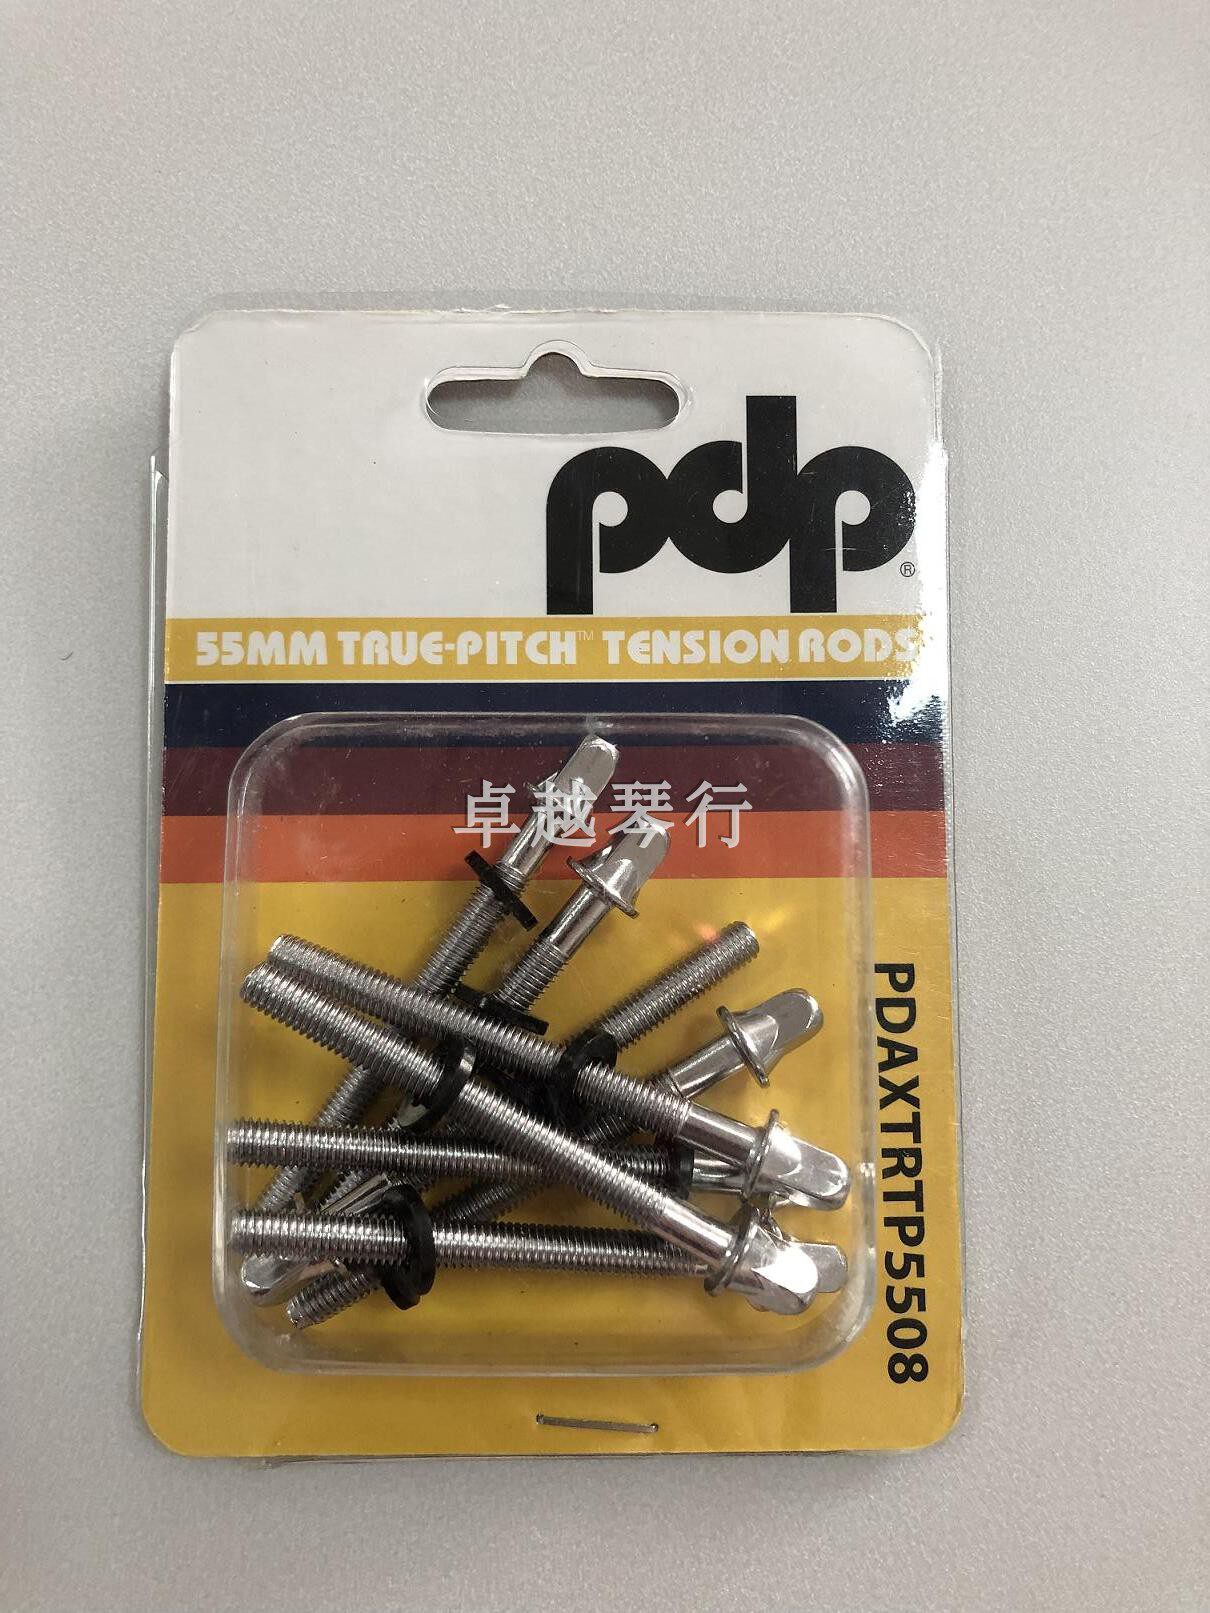 pdp®
55MM TRUE-PITCH™ TENSION RODS
卓越琴行
PDAXTRTP5508